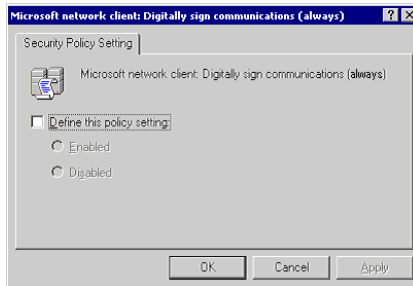 Microsoft network client: Digitally sign communications (always)
Security Policy Setting
Microsoft network client: Digitally sign communications (always)
Define this policy setting:
Enabled
Disabled
OK Cancel Apply